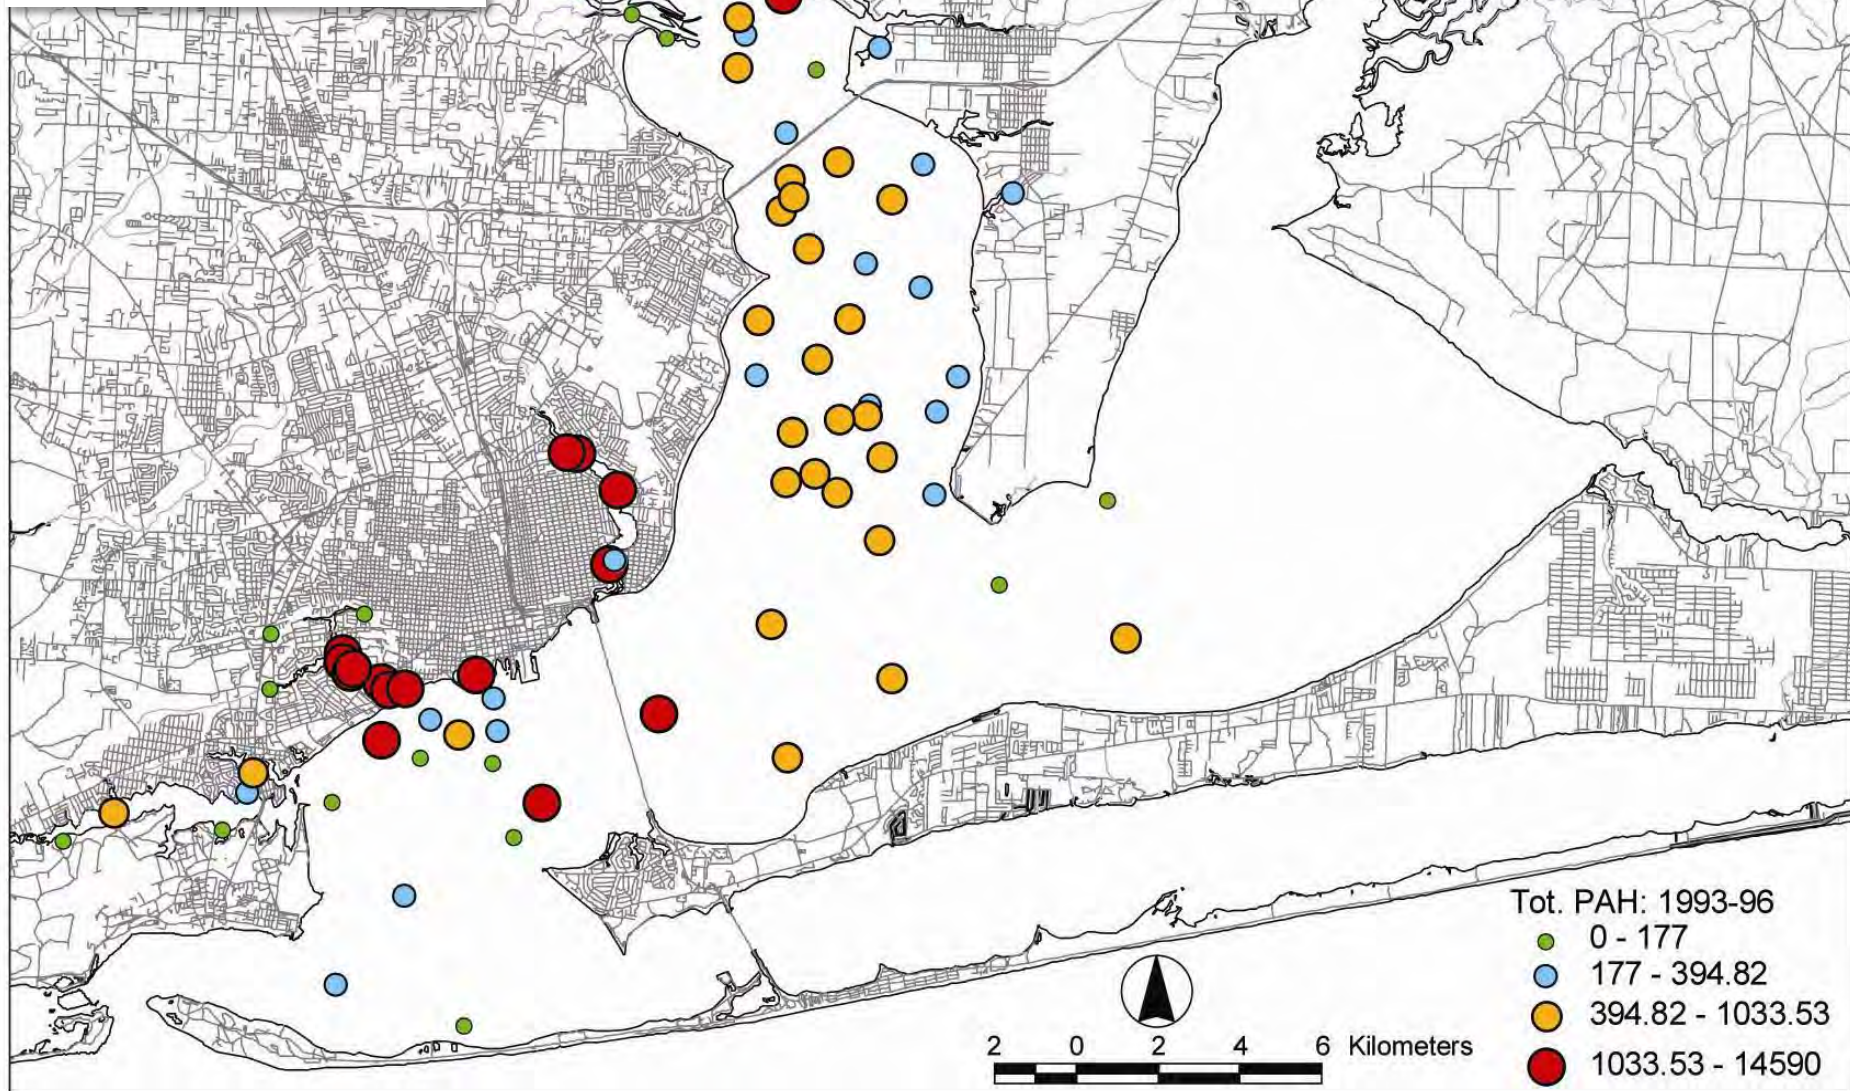 Tot. PAH: 1993-96
0 - 177
177 - 394.82
394.82 - 1033.53
1033.53 - 14590
2 0 2 4 6 Kilometers